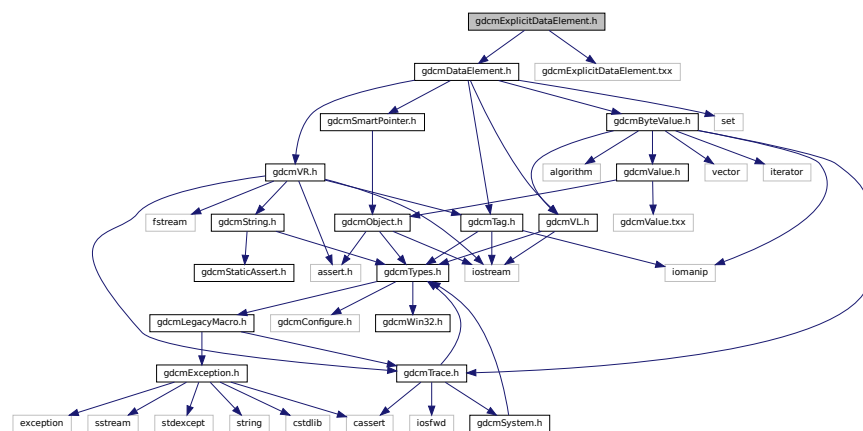 gdcmExplicitDataElement.h
gdcmDataElement.h
gdcmExplicitDataElement.txx
gdcmSmartPointer.h
gdcmByteValue.h
set
gdcmVR.h
algorithm
gdcmValue.h
vector
iterator
fstream
gdcmString.h
gdcmObject.h
gdcmTag.h
gdcmVL.h
gdcmValue.txx
gdcmStaticAssert.h
assert.h
gdcmTypes.h
iostream
iomanip
gdcmLegacyMacro.h
gdcmConfigure.h
gdcmWin32.h
gdcmException.h
gdcmTrace.h
exception
sstream
stdexcept
string
cstdlib
cassert
iosfwd
gdcmSystem.h